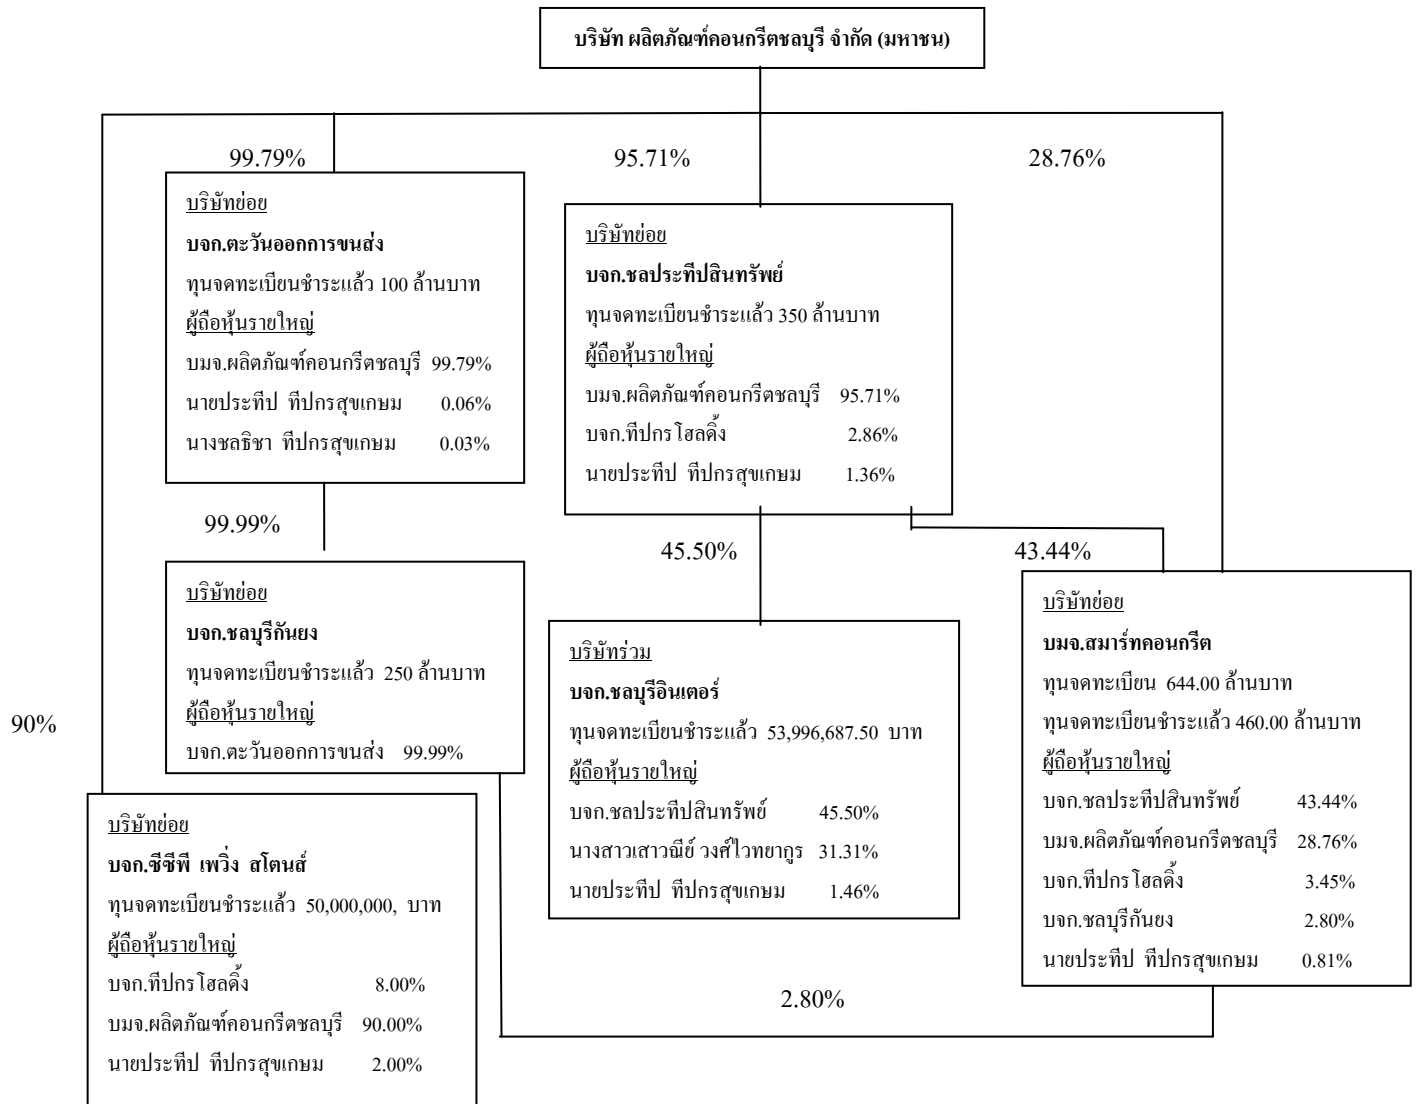 บริษัท ผลิตภัณฑ์คอนกรีตชลบุรี จำกัด (มหาชน)
99.79%
95.71%
28.76%
บริษัทย่อย
บจก.ตะวันออกการขนส่ง
ทุนจดทะเบียนชำระแล้ว 100 ล้านบาท
ผู้ถือหุ้นรายใหญ่
บมจ.ผลิตภัณฑ์คอนกรีตชลบุรี 99.79%
นายประทีป ทีปกรสุขเกษม 0.06%
นางชลธิชา ทีปกรสุขเกษม 0.03%
บริษัทย่อย
บจก.ชลประทีปสินทรัพย์
ทุนจดทะเบียนชำระแล้ว 350 ล้านบาท
ผู้ถือหุ้นรายใหญ่
บมจ.ผลิตภัณฑ์คอนกรีตชลบุรี 95.71%
บจก.ทีปกร โฮลดิ้ง 2.86%
นายประทีป ทีปกรสุขเกษม 1.36%
99.99%
45.50%
43.44%
บริษัทย่อย
บจก.ชลบุรีกันยง
ทุนจดทะเบียนชำระแล้ว 250 ล้านบาท
ผู้ถือหุ้นรายใหญ่
บจก.ตะวันออกการขนส่ง 99.99%
บริษัทร่วม
บจก.ชลบุรีอินเตอร์
ทุนจดทะเบียนชำระแล้ว 53,996,687.50 บาท
ผู้ถือหุ้นรายใหญ่
บจก.ชลประทีปสินทรัพย์ 45.50%
นางสาวเสาวณีย์ วงศ์ไวทยากูร 31.31%
นายประทีป ทีปกรสุขเกษม 1.46%
บริษัทย่อย
บมจ.สมาร์ทคอนกรีต
ทุนจดทะเบียน 644.00 ล้านบาท
ทุนจดทะเบียนชำระแล้ว 460.00 ล้านบาท
ผู้ถือหุ้นรายใหญ่
บจก.ชลประทีปสินทรัพย์ 43.44%
บมจ.ผลิตภัณฑ์คอนกรีตชลบุรี 28.76%
บจก.ทีปกร โฮลดิ้ง 3.45%
บจก.ชลบุรีกันยง 2.80%
นายประทีป ทีปกรสุขเกษม 0.81%
90%
บริษัทย่อย
บจก.ซีซีพี เพวิ่ง สโตนส์
ทุนจดทะเบียนชำระแล้ว 50,000,000, บาท
ผู้ถือหุ้นรายใหญ่
บจก.ทีปกร โฮลดิ้ง 8.00%
บมจ.ผลิตภัณฑ์คอนกรีตชลบุรี 90.00%
นายประทีป ทีปกรสุขเกษม 2.00%
2.80%